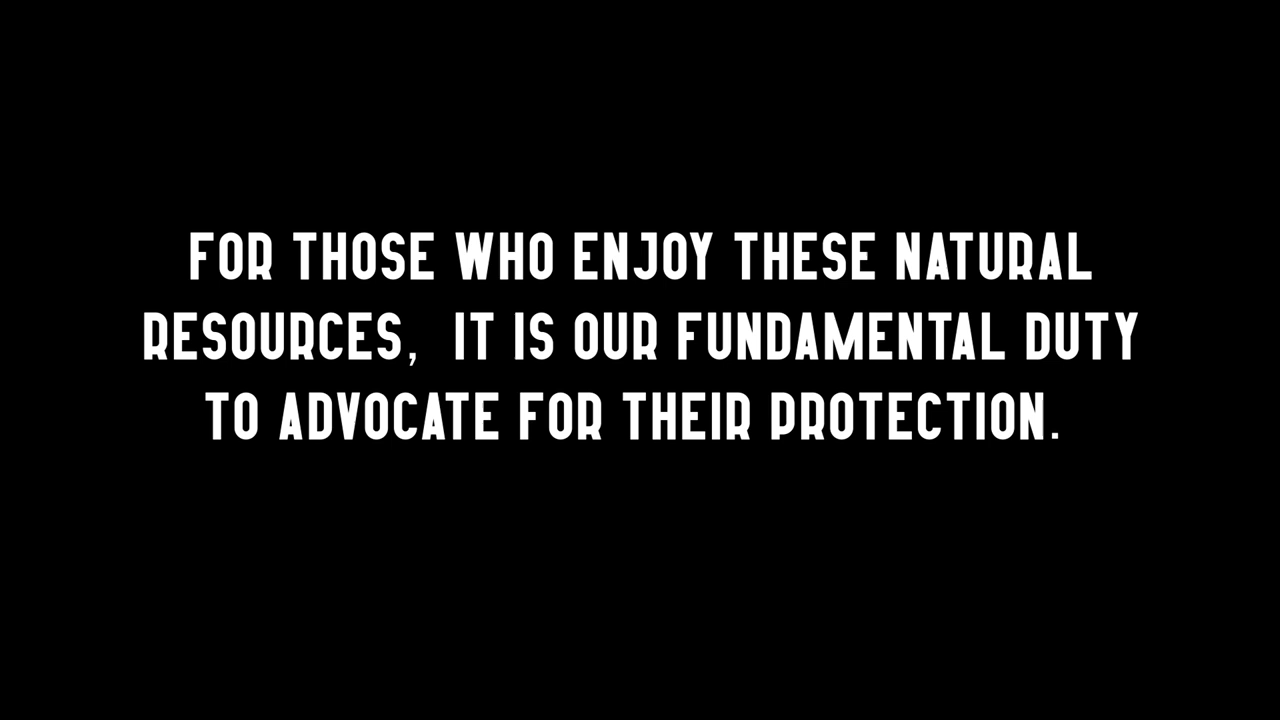 FOR THOSE WHO ENJOY THESE NATURAL
RESOURCES,  IT IS OUR FUNDAMENTAL DUTY
TO ADVOCATE FOR THEIR PROTECTION.